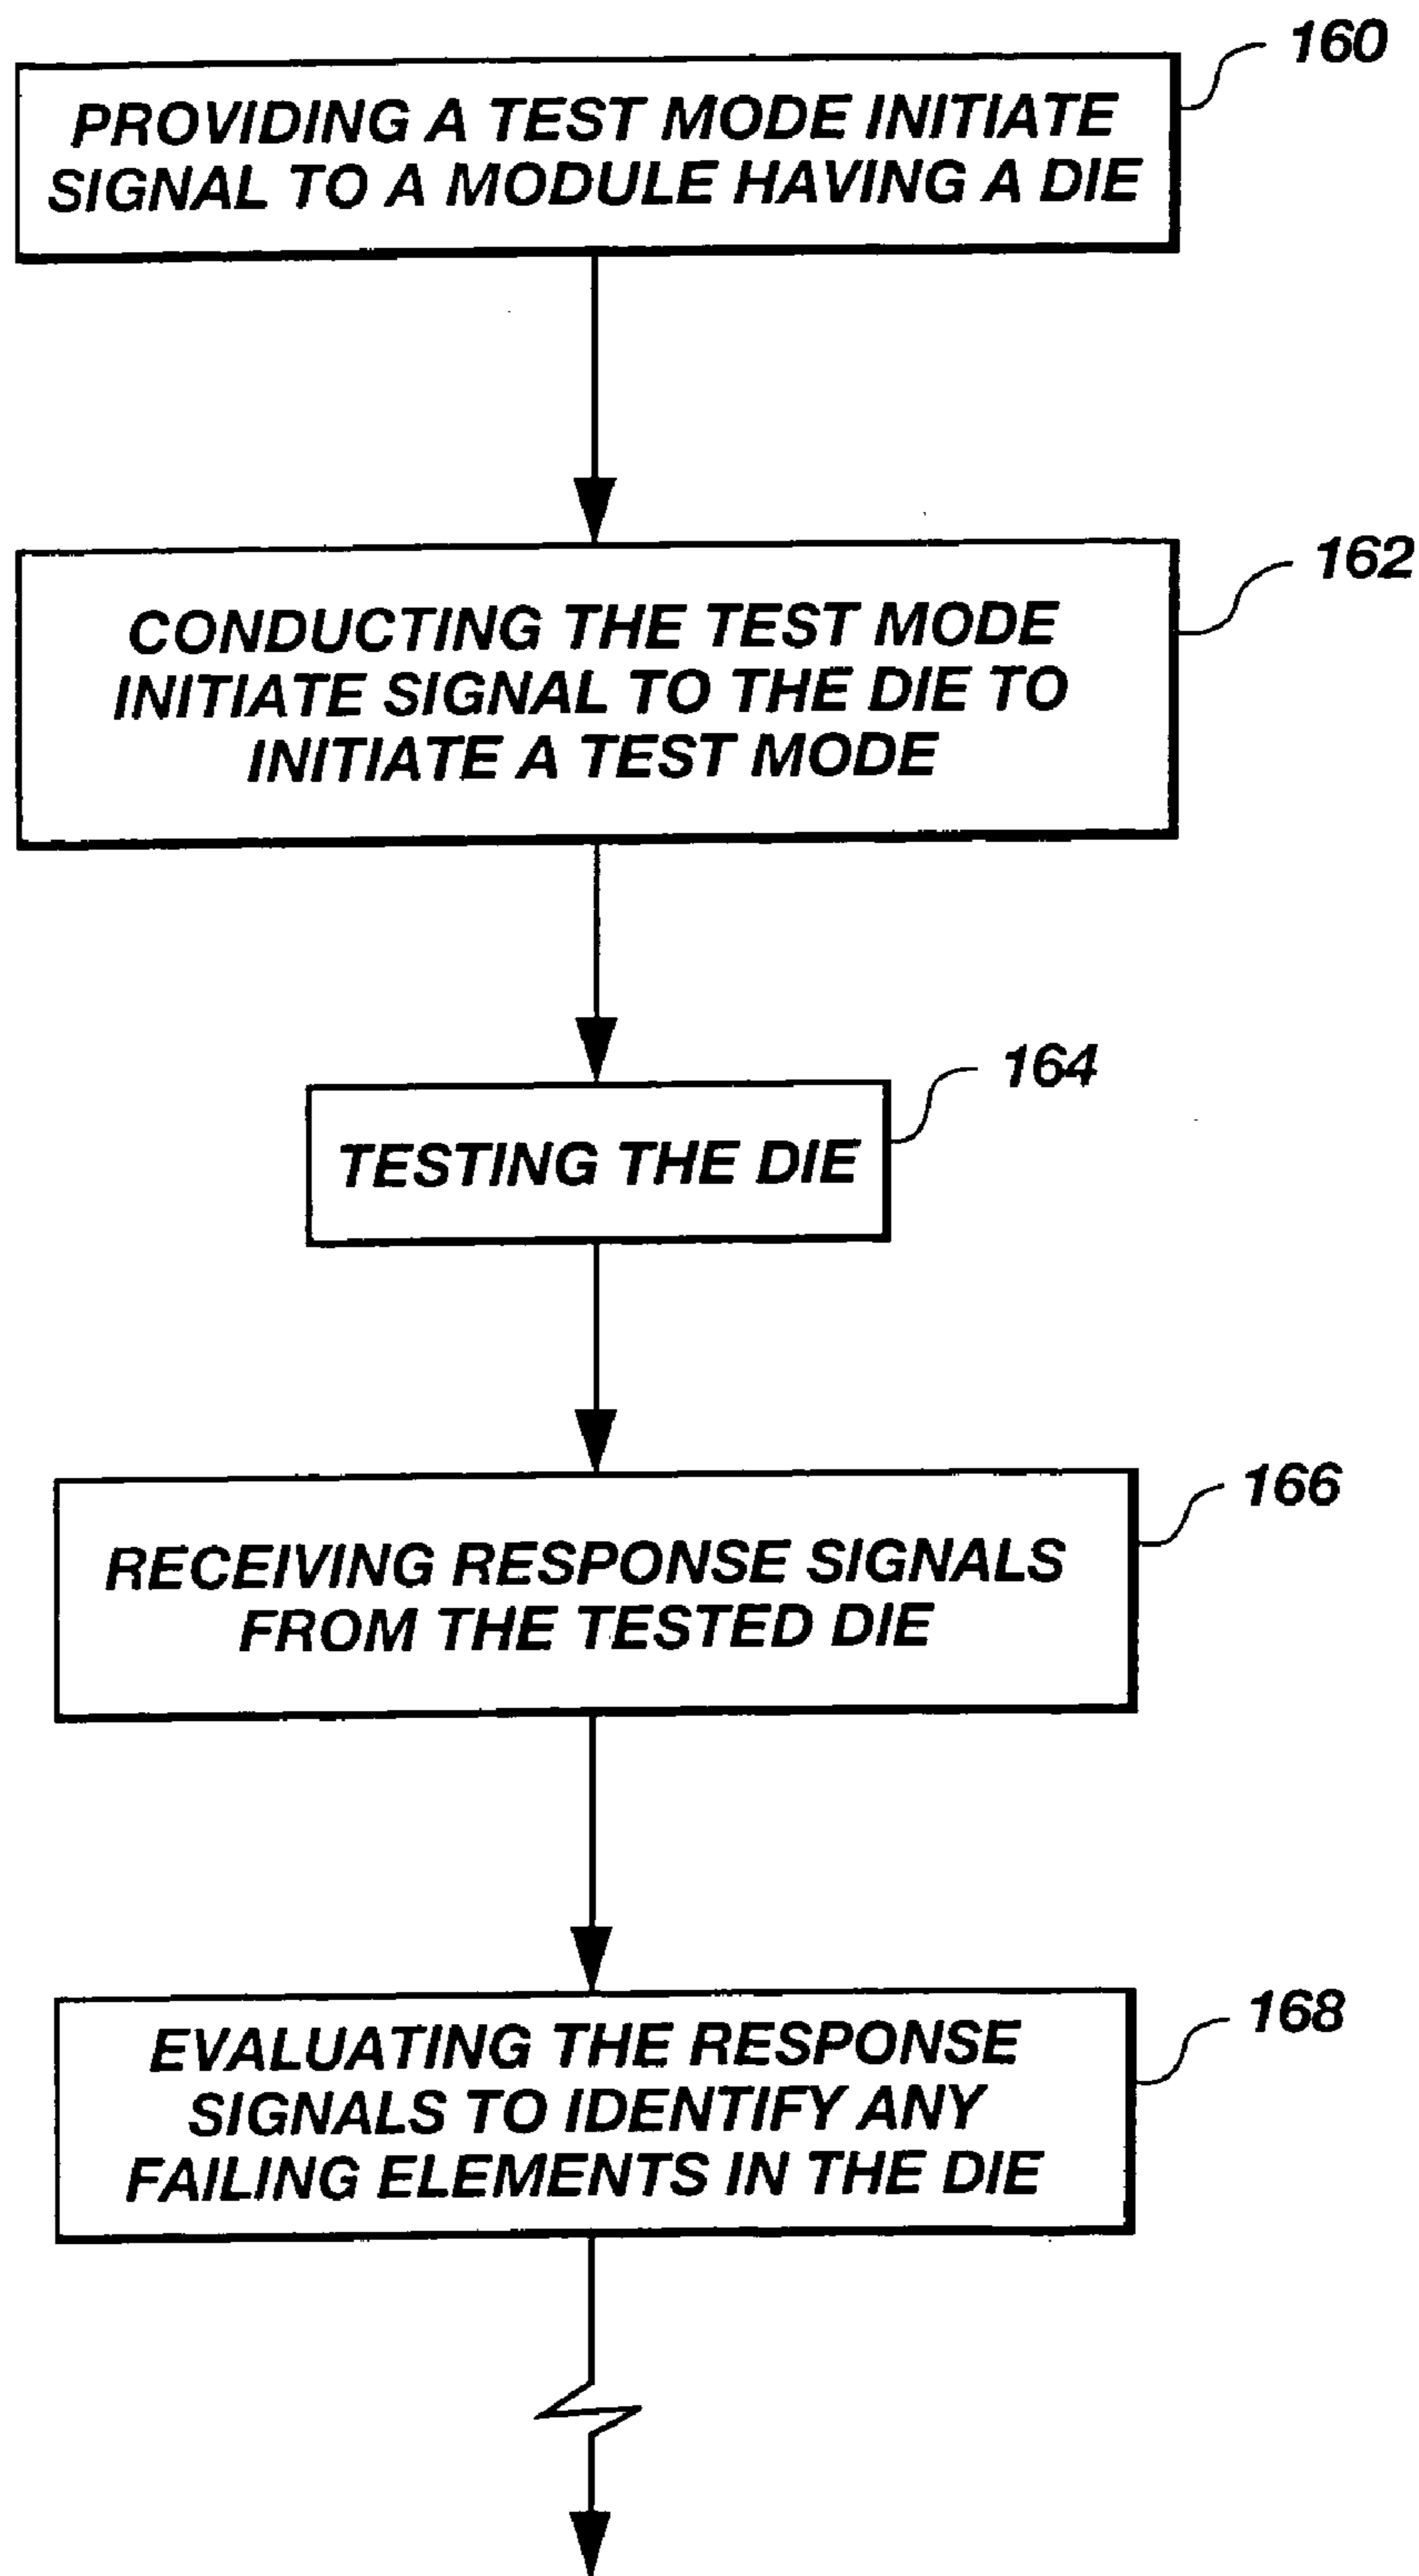 160
PROVIDING A TEST MODE INITIATE
SIGNAL TO A MODULE HAVING A DIE
162
CONDUCTING THE TEST MODE
INITIATE SIGNAL TO THE DIE TO
INITIATE A TEST MODE
164
TESTING THE DIE
166
RECEIVING RESPONSE SIGNALS
FROM THE TESTED DIE
168
EVALUATING THE RESPONSE
SIGNALS TO IDENTIFY ANY
FAILING ELEMENTS IN THE DIE